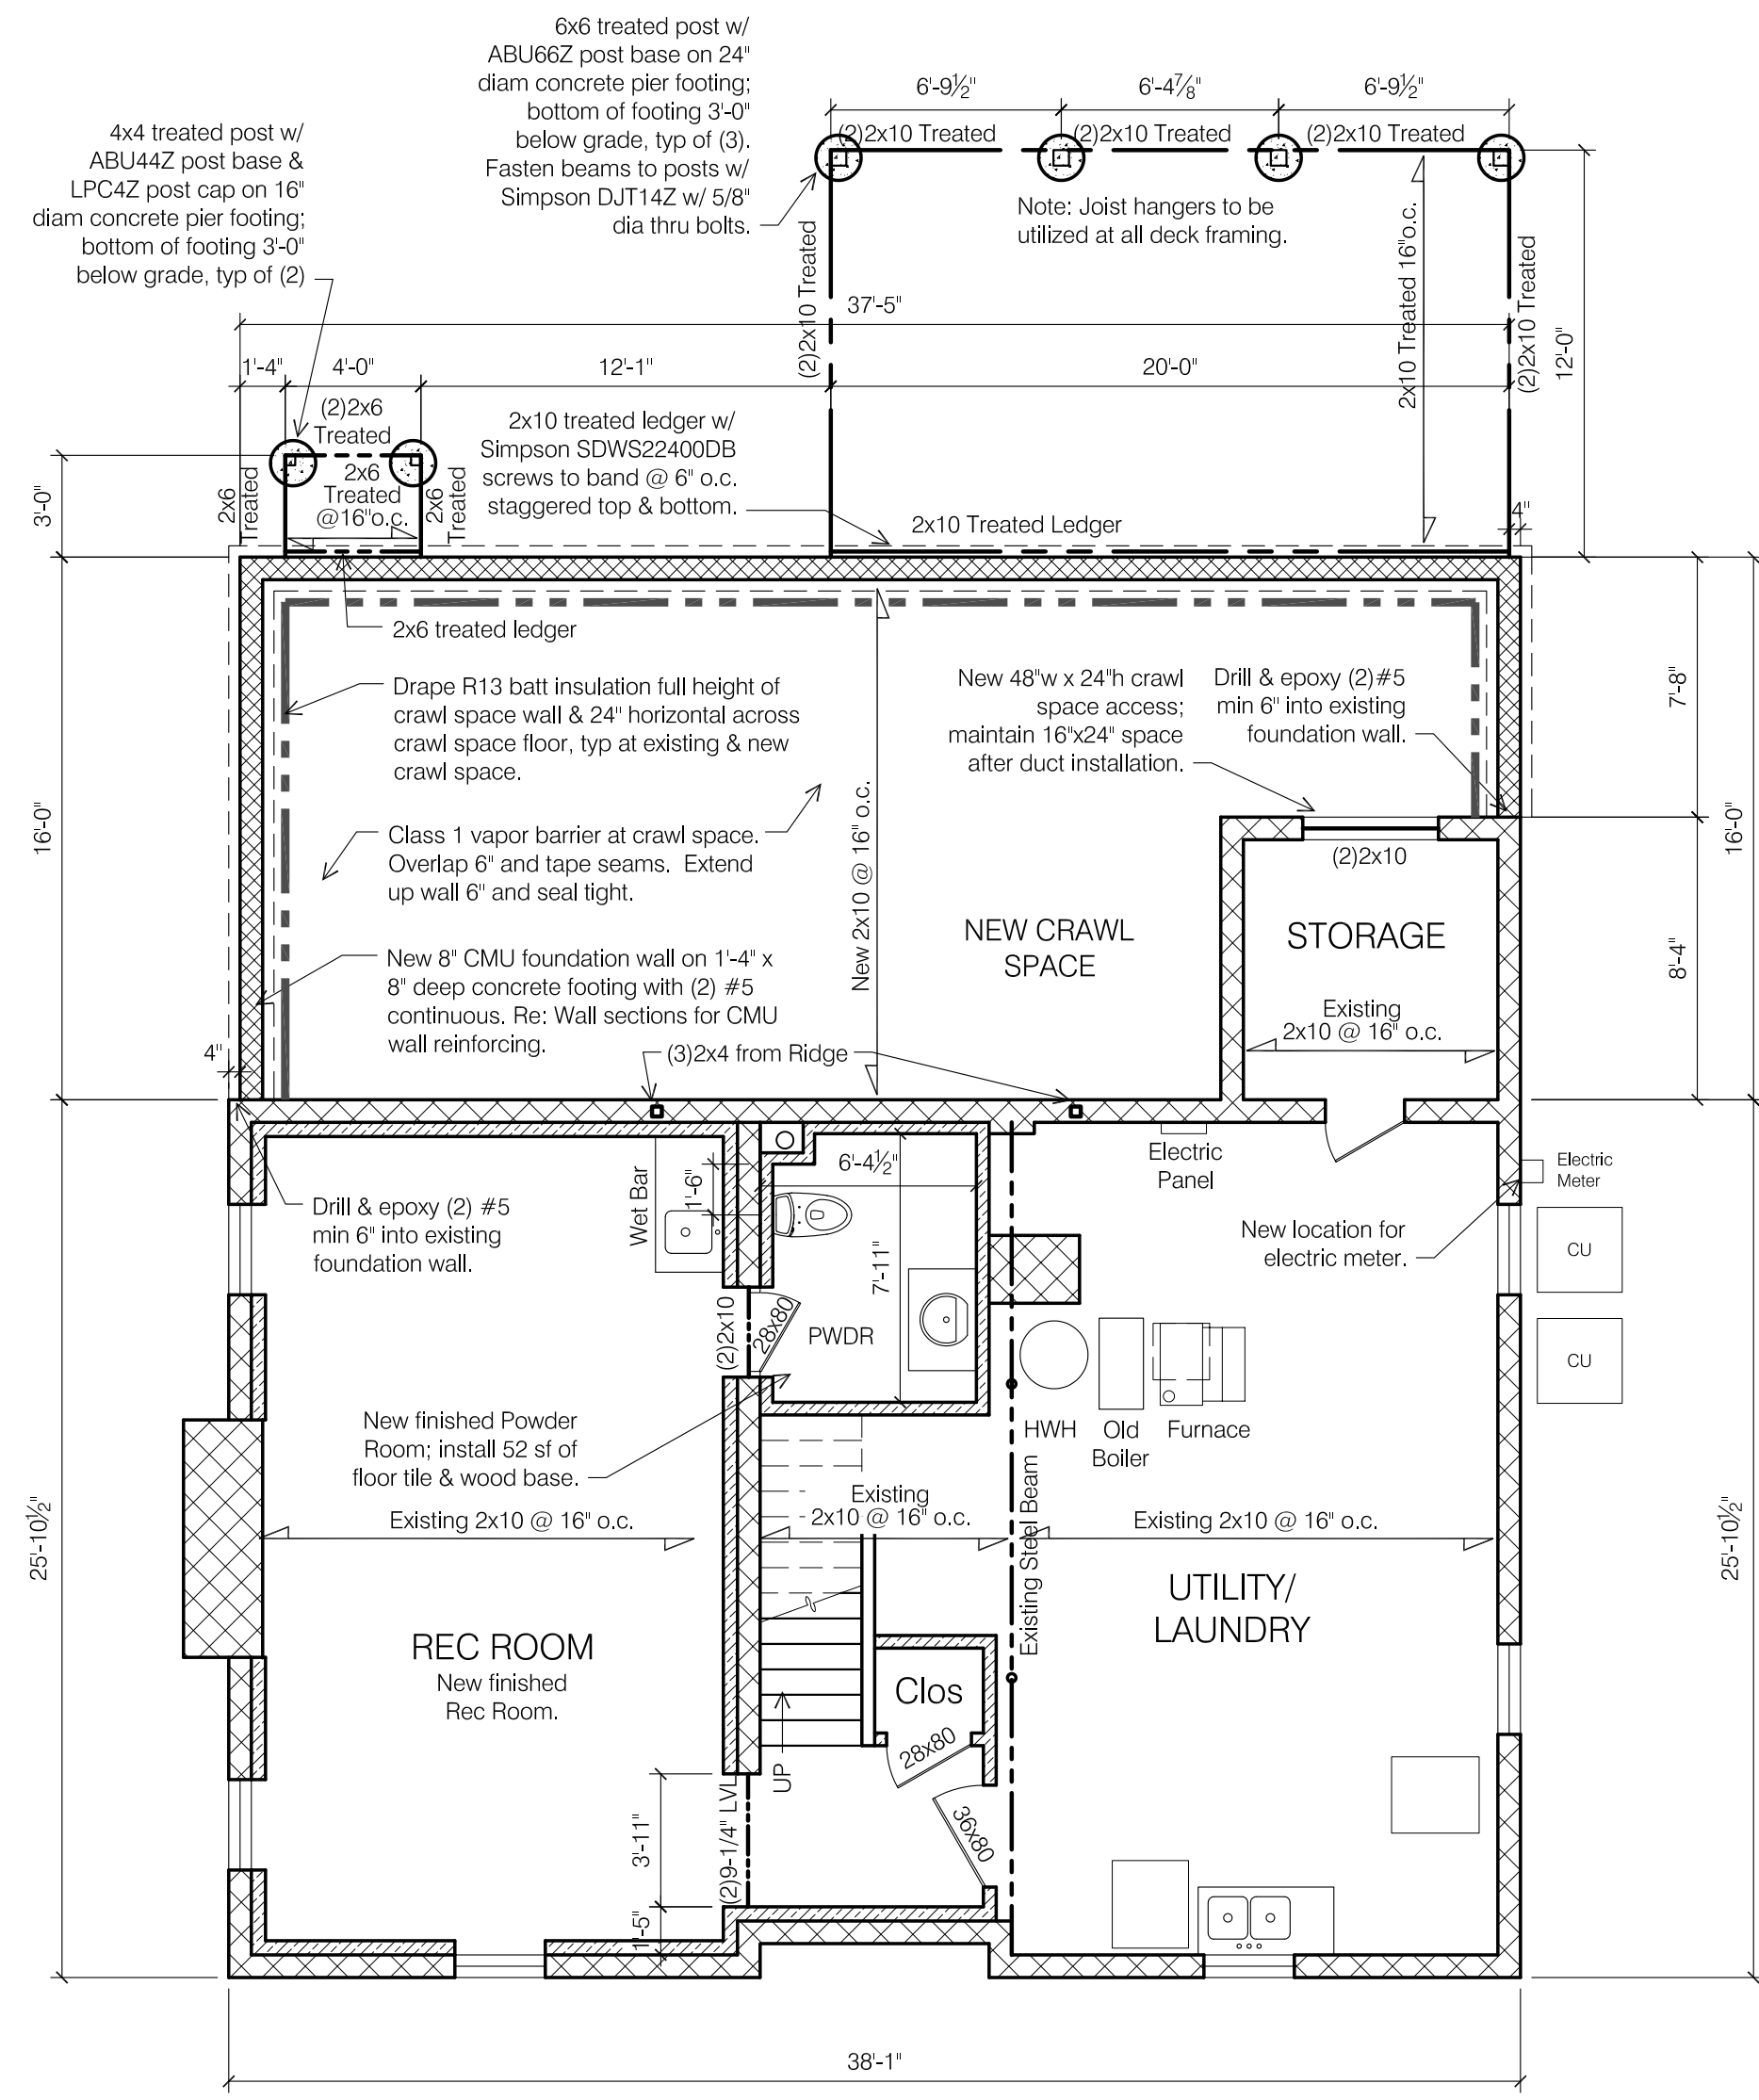 6x6 treated post w/
ABU66Z post base on 24"
diam concrete pier footing;
bottom of footing 3'-0"
below grade, typ of (3).
Fasten beams to posts w/
Simpson DJT14Z w/ 5/8"
dia thru bolts.
4x4 treated post w/
ABU44Z post base &
LPC4Z post cap on 16"
diam concrete pier footing;
bottom of footing 3'-0"
below grade, typ of (2)
6'-9½"
6'-4⅞"
6'-9½"
(2)2x10 Treated
(2)2x10 Treated
(2)2x10 Treated
Note: Joist hangers to be
utilized at all deck framing.
(2)2x10 Treated
2x10 Treated 16"o.c.
(2)2x10 Treated
12'-0"
37'-5"
1'-4"
4'-0"
12'-1"
20'-0"
(2)2x6
Treated
2x6
Treated
@16"o.c.
2x6
Treated
2x6
Treated
3'-0"
2x10 treated ledger w/
Simpson SDWS22400DB
screws to band @ 6" o.c.
staggered top & bottom.
2x10 Treated Ledger
4"
2x6 treated ledger
Drape R13 batt insulation full height of
crawl space wall & 24" horizontal across
crawl space floor, typ at existing & new
crawl space.
New 48"w x 24"h crawl
space access;
maintain 16"x24" space
after duct installation.
Drill & epoxy (2)#5
min 6" into existing
foundation wall.
7'-8"
16'-0"
16'-0"
Class 1 vapor barrier at crawl space.
Overlap 6" and tape seams. Extend
up wall 6" and seal tight.
New 2x10 @ 16" o.c.
(2)2x10
NEW CRAWL
SPACE
STORAGE
8'-4"
New 8" CMU foundation wall on 1'-4" x
8" deep concrete footing with (2) #5
continuous. Re: Wall sections for CMU
wall reinforcing.
Existing
2x10 @ 16" o.c.
4"
(3)2x4 from Ridge
Electric
Panel
Electric
Meter
Wet Bar
1'-6"
6'-4½"
7'-11"
Drill & epoxy (2) #5
min 6" into existing
foundation wall.
New location for
electric meter.
CU
CU
(2)2x10
28x80
PWDR
HWH
Old
Boiler
Furnace
New finished Powder
Room; install 52 sf of
floor tile & wood base.
Existing 2x10 @ 16" o.c.
Existing
2x10 @ 16" o.c.
Existing Steel Beam
Existing 2x10 @ 16" o.c.
25'-10½"
25'-10½"
UTILITY/
LAUNDRY
REC ROOM
New finished
Rec Room.
Clos
28x80
UP
36x80
3'-11"
(2)9-1/4" LVL
1'-5"
38'-1"